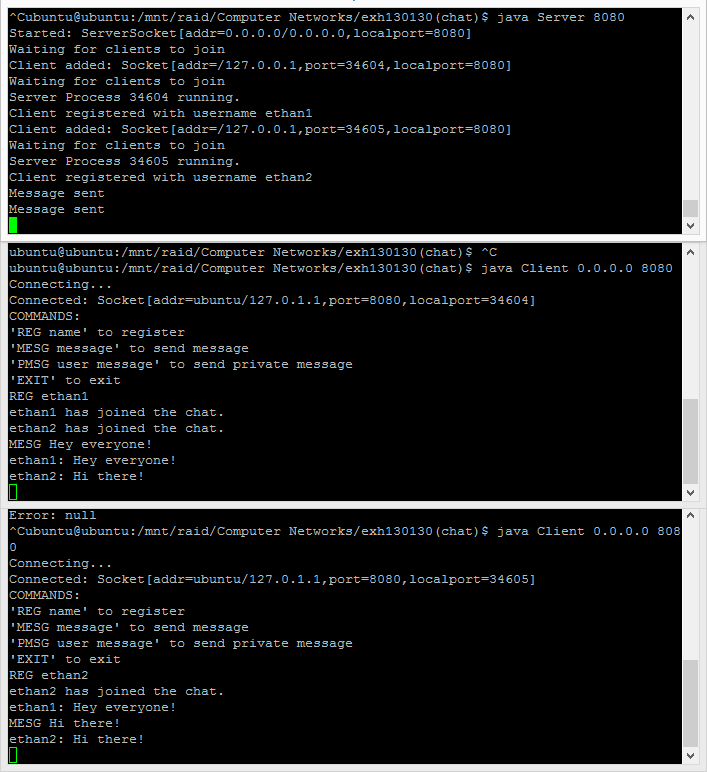 ^Cubuntu@ubuntu:/mnt/raid/Computer Networks/exh130130(chat)$ java Server 8080
Started: ServerSocket[addr=0.0.0.0/0.0.0.0,localport=8080]
Waiting for clients to join
Client added: Socket[addr=/127.0.0.1,port=34604,localport=8080]
Waiting for clients to join
Server Process 34604 running.
Client registered with username ethan1
Client added: Socket[addr=/127.0.0.1,port=34605,localport=8080]
Waiting for clients to join
Server Process 34605 running.
Client registered with username ethan2
Message sent
Message sent
ubuntu@ubuntu:/mnt/raid/Computer Networks/exh130130(chat)$ ^C
ubuntu@ubuntu:/mnt/raid/Computer Networks/exh130130(chat)$ java Client 0.0.0.0 8080
Connecting...
Connected: Socket[addr=ubuntu/127.0.1.1,port=8080,localport=34604]
COMMANDS:
'REG name' to register
'MESG message' to send message
'PMSG user message' to send private message
'EXIT' to exit
REG ethan1
ethan1 has joined the chat.
ethan2 has joined the chat.
MESG Hey everyone!
ethan1: Hey everyone!
ethan2: Hi there!
Error: null
^Cubuntu@ubuntu:/mnt/raid/Computer Networks/exh130130(chat)$ java Client 0.0.0.0 808
0
Connecting...
Connected: Socket[addr=ubuntu/127.0.1.1,port=8080,localport=34605]
COMMANDS:
'REG name' to register
'MESG message' to send message
'PMSG user message' to send private message
'EXIT' to exit
REG ethan2
ethan2 has joined the chat.
ethan1: Hey everyone!
MESG Hi there!
ethan2: Hi there!